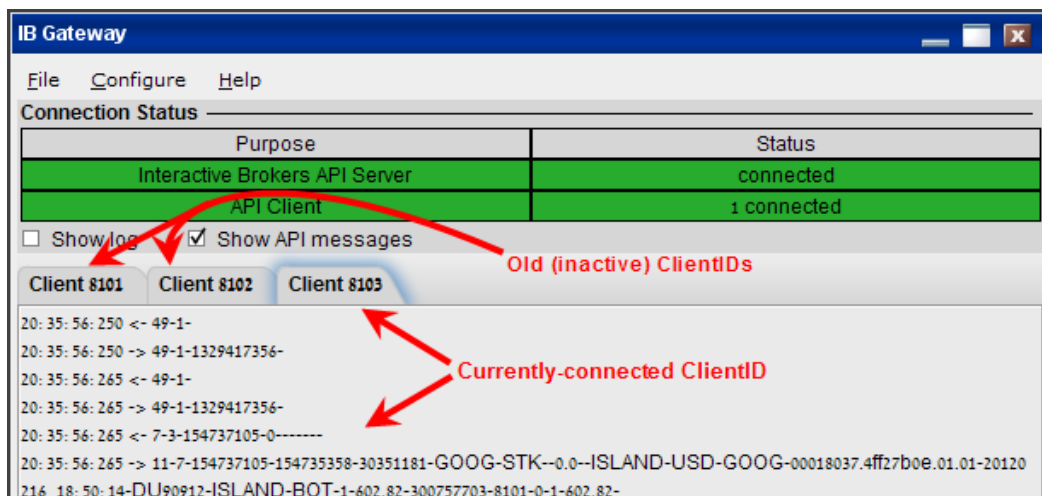 IB Gateway
File Configure Help
Connection Status
Purpose Status
Interactive Brokers API Server connected
API Client 1 connected
Show log Show API messages
Old (inactive) ClientIDs
Client 8101 Client 8102 Client 8103
20:35:56:250 <- 49-1-
20:35:56:250 -> 49-1-1329417356-
20:35:56:265 <- 49-1-
Currently-connected ClientID
20:35:56:265 -> 49-1-1329417356-
20:35:56:265 <- 7-3-154737105-0-------
20:35:56:265 -> 11-7-154737105-154735358-30351181-GOOG-STK--0.0--ISLAND-USD-GOOG-00018037.4ff27b0e.01.01-20120
216 18:50:14-DU90912-ISLAND-BOT-1-602.82-300757703-8101-0-1-602.82-